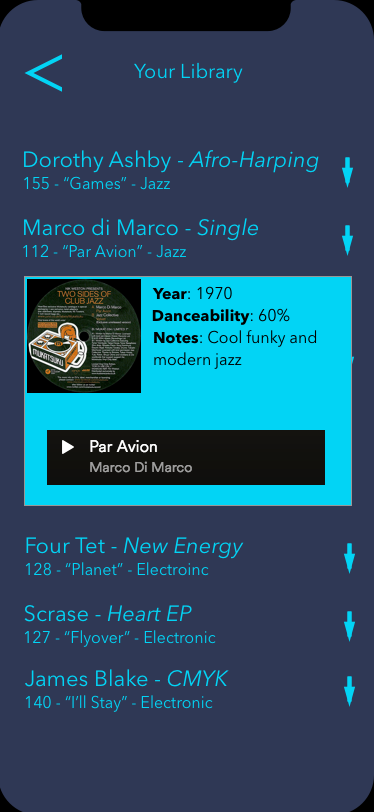 Your Library
Dorothy Ashby - Afro-Harping
155 - “Games” - Jazz
Marco di Marco - Single
112 - “Par Avion” - Jazz
TWO SIDES OF
CLUB JAZZ
Year: 1970
Danceability: 60%
Notes: Cool funky and
modern jazz
Par Avion
Marco Di Marco
Four Tet - New Energy
128 - “Planet” - Electroinc
Scrase - Heart EP
127 - “Flyover” - Electronic
James Blake - CMYK
140 - “I’ll Stay” - Electronic